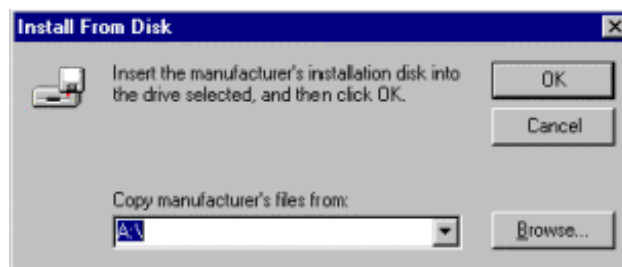 Install From Disk
Insert the manufacturer's installation disk into
the drive selected, and then click OK.
OK
Cancel
Copy manufacturer's files from:
A:\
Browse...